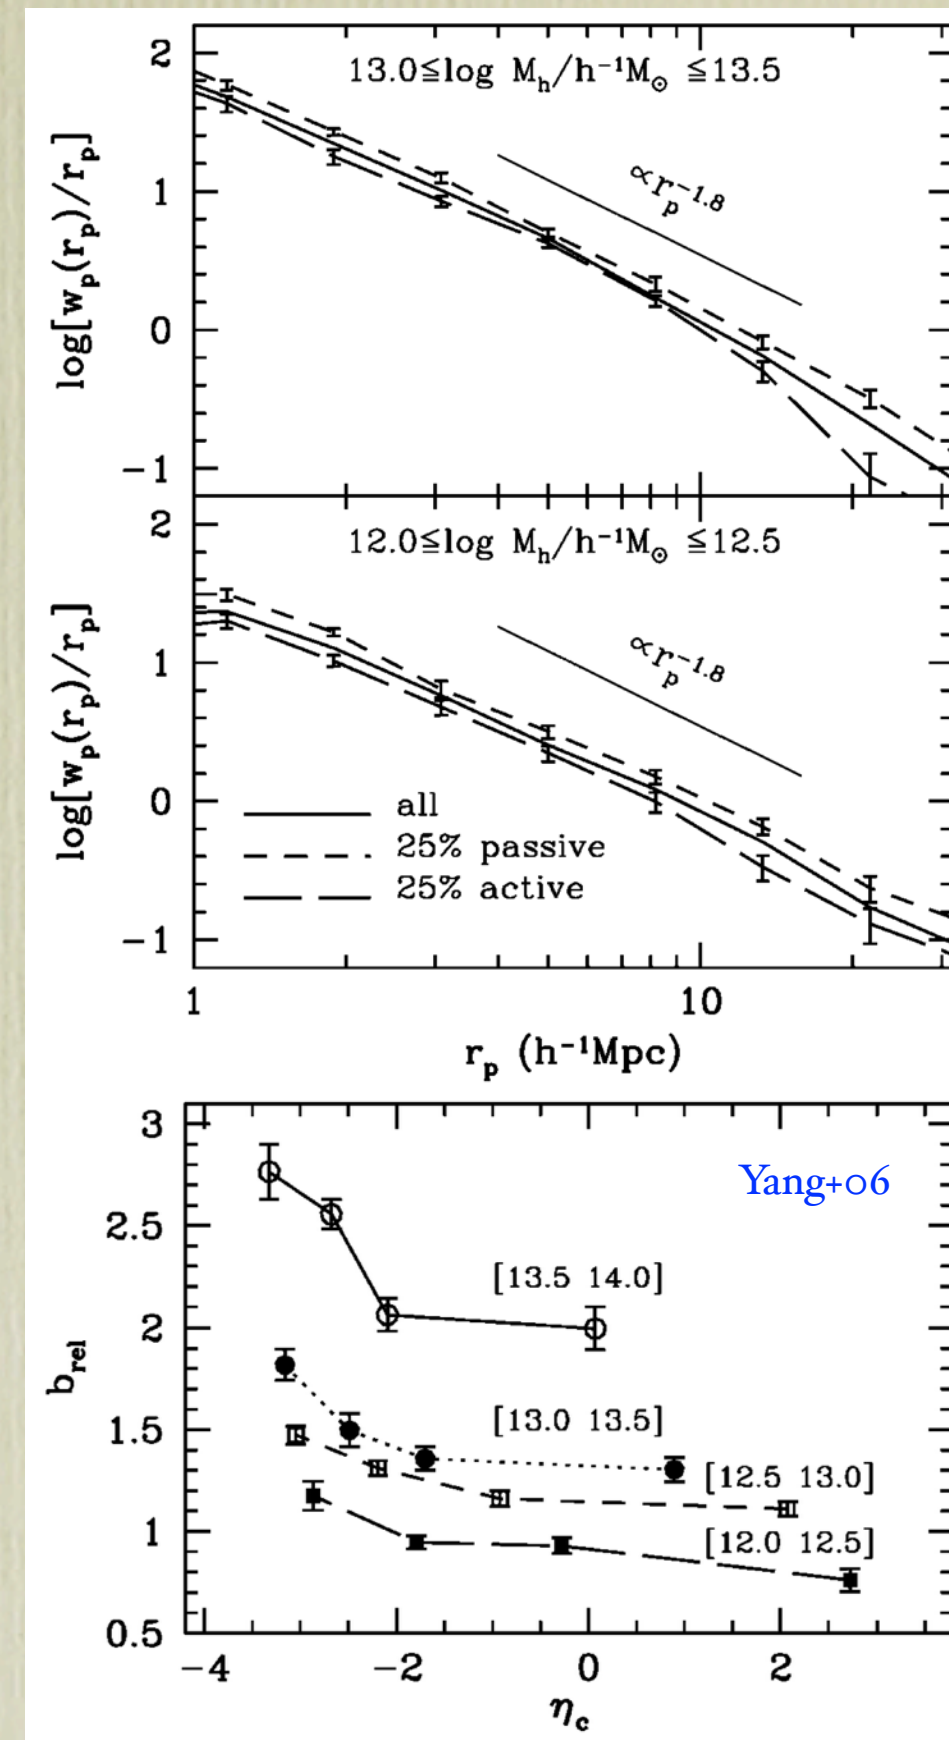 13.0≤log M_h/h⁻¹M_⊙ ≤13.5
2
1
0
−1
log[w_p(r_p)/r_p]
∝r_p^−1.8
12.0≤log M_h/h⁻¹M_⊙ ≤12.5
2
1
0
−1
log[w_p(r_p)/r_p]
∝r_p^−1.8
all
25% passive
25% active
1
10
r_p (h⁻¹Mpc)
3
2.5
2
1.5
1
0.5
b_rel
Yang+06
[13.5 14.0]
[13.0 13.5]
[12.5 13.0]
[12.0 12.5]
−4
−2
0
2
η_c